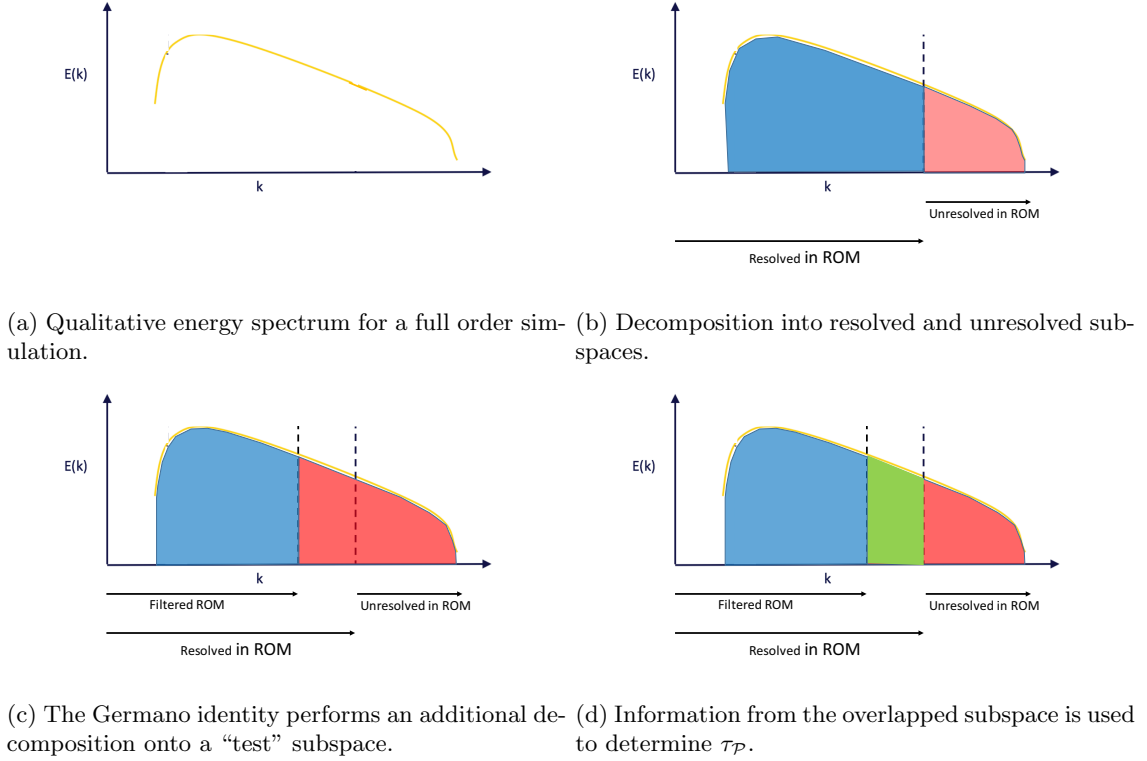 E(k)
k
(a) Qualitative energy spectrum for a full order sim-
ulation.
E(k)
k
Unresolved in ROM
Resolved in ROM
(b) Decomposition into resolved and unresolved sub-
spaces.
E(k)
k
Filtered ROM
Unresolved in ROM
Resolved in ROM
(c) The Germano identity performs an additional de-
composition onto a “test” subspace.
E(k)
k
Filtered ROM
Unresolved in ROM
Resolved in ROM
(d) Information from the overlapped subspace is used
to determine τ𝒫.